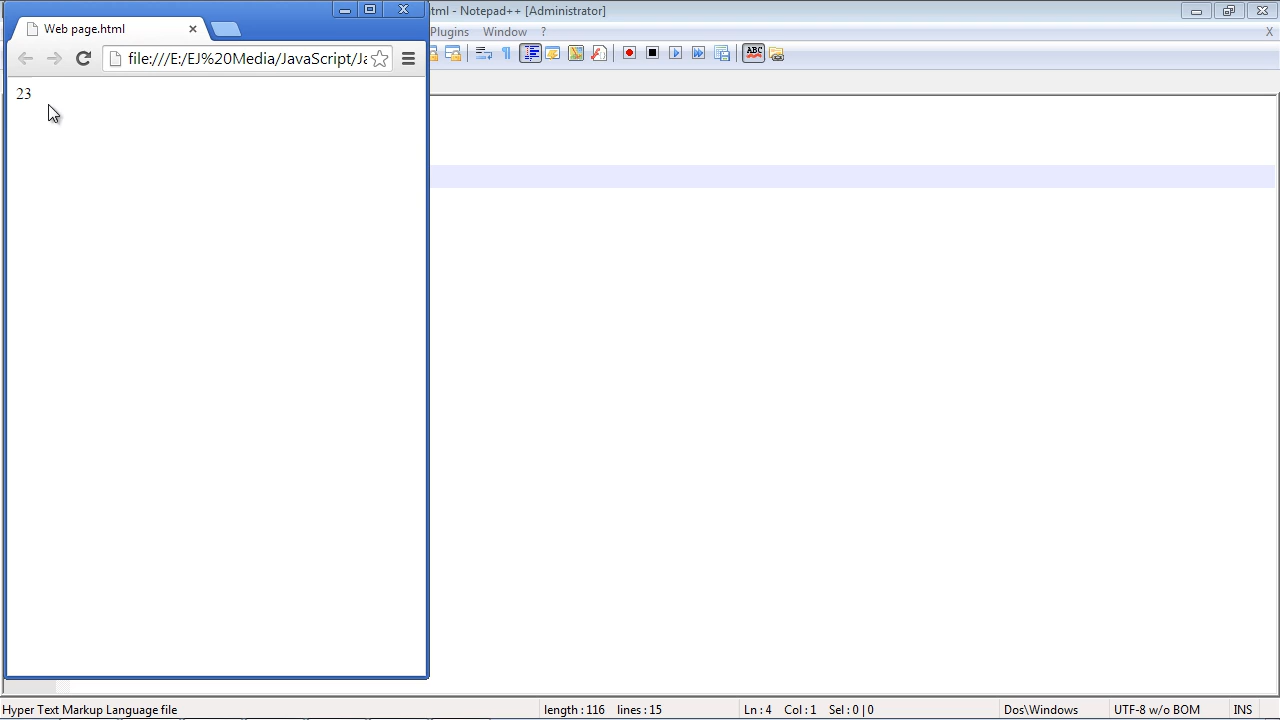 Web page.html
file:///E:/EJ%20Media/JavaScript/Ja
23
tml - Notepad++ [Administrator]
Plugins Window ? X
ABC
Hyper Text Markup Language file length : 116 lines : 15 Ln : 4 Col : 1 Sel : 0 | 0 Dos\Windows UTF-8 w/o BOM INS